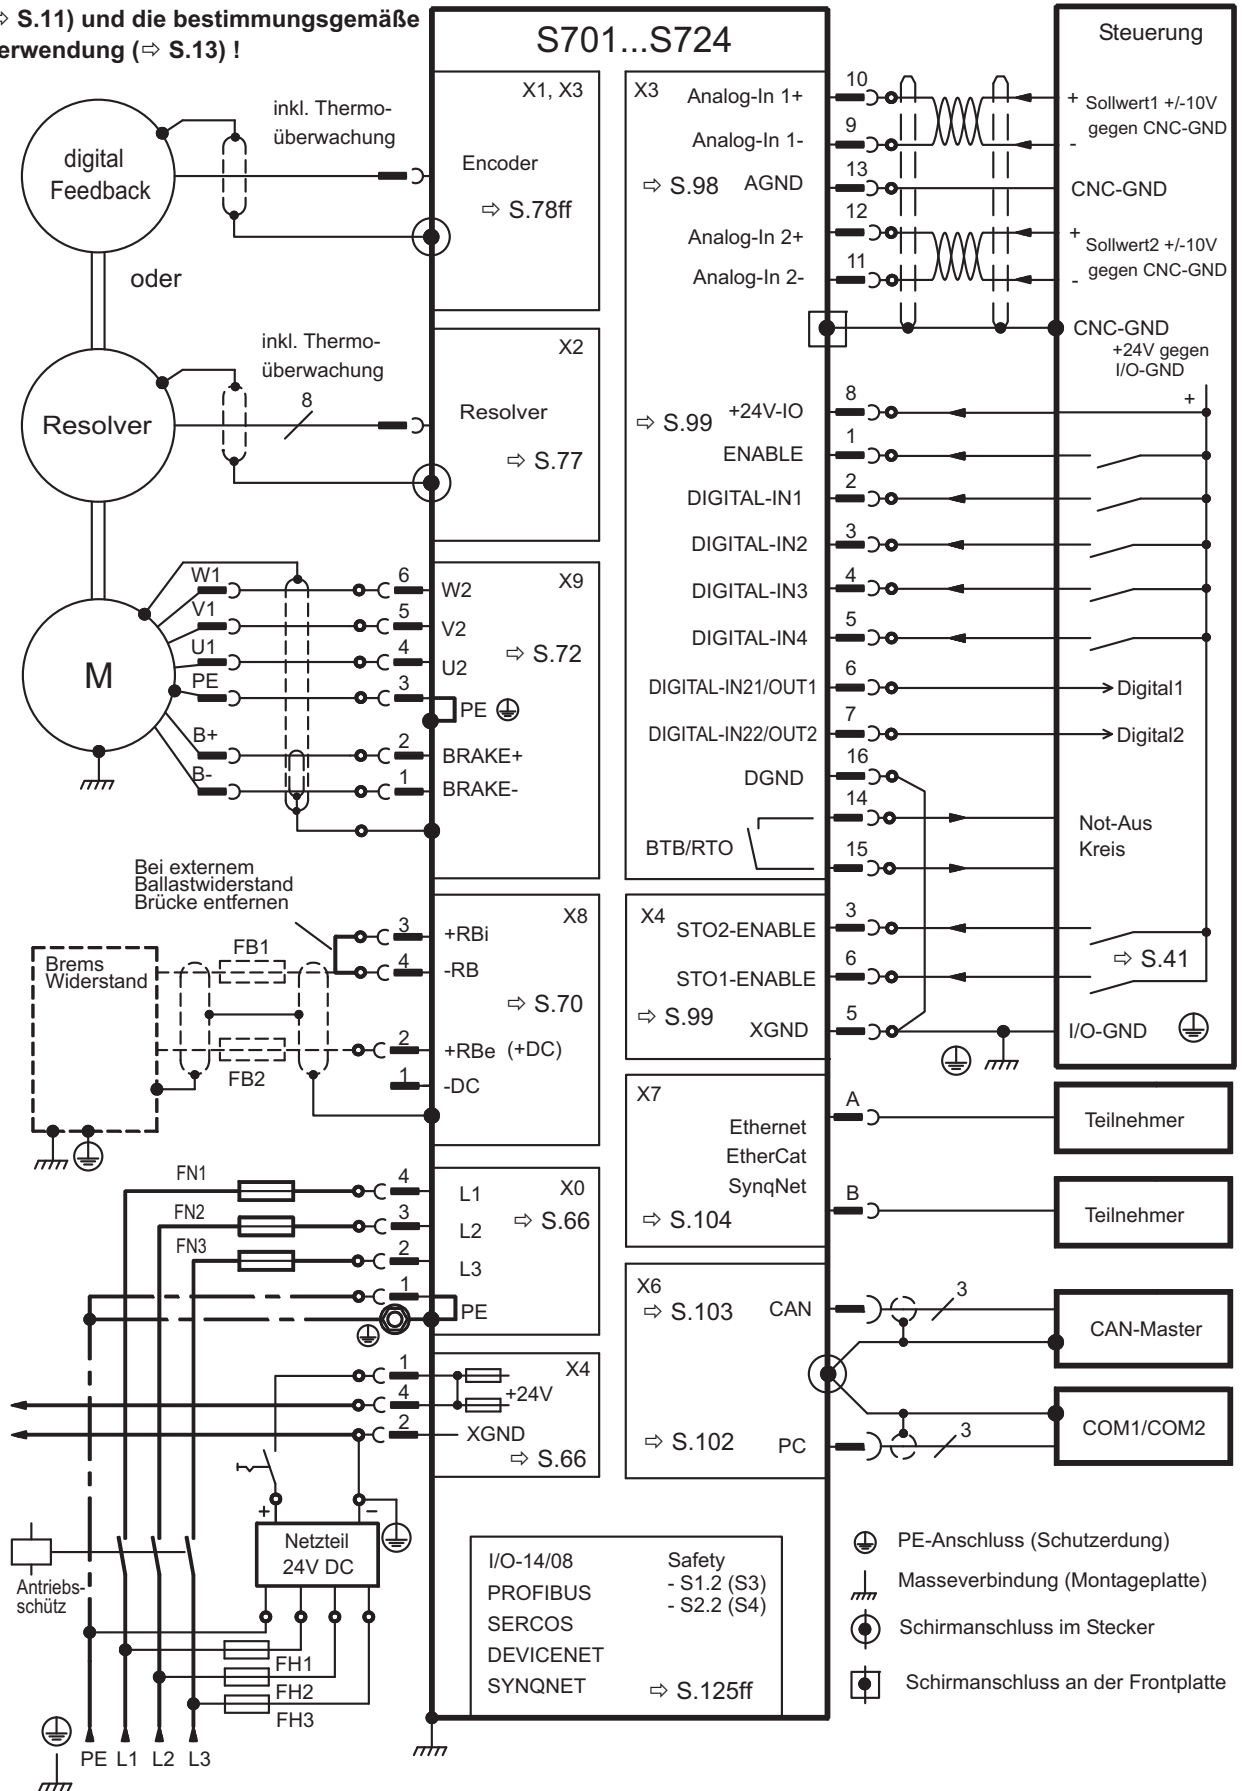 ⇨ S.11) und die bestimmungsgemäße
erwendung (⇨ S.13) !
S701...S724
Steuerung
digital
Feedback
inkl. Thermo-
überwachung
X1, X3
Encoder
⇨ S.78ff
oder
Resolver
inkl. Thermo-
überwachung
8
X2
Resolver
⇨ S.77
M
W1
V1
U1
PE
B+
B-
6
5
4
3
2
1
X9
W2
V2
U2
⇨ S.72
PE
BRAKE+
BRAKE-
Bei externem
Ballastwiderstand
Brücke entfernen
Brems
Widerstand
FB1
FB2
3
4
2
1
X8
+RBi
-RB
⇨ S.70
+RBe (+DC)
-DC
FN1
FN2
FN3
4
3
2
1
X0
L1
⇨ S.66
L2
L3
PE
1
4
2
X4
+24V
XGND
⇨ S.66
+
−
Netzteil
24V DC
Antriebs-
schütz
FH1
FH2
FH3
PE L1 L2 L3
X3
Analog-In 1+
10
Analog-In 1-
9
⇨ S.98 AGND
13
Analog-In 2+
12
Analog-In 2-
11
+ Sollwert1 +/-10V
gegen CNC-GND
-
CNC-GND
+ Sollwert2 +/-10V
gegen CNC-GND
-
CNC-GND
+24V gegen
I/O-GND
+
⇨ S.99 +24V-IO
8
ENABLE
1
DIGITAL-IN1
2
DIGITAL-IN2
3
DIGITAL-IN3
4
DIGITAL-IN4
5
DIGITAL-IN21/OUT1
6
Digital1
DIGITAL-IN22/OUT2
7
Digital2
DGND
16
14
BTB/RTO
15
Not-Aus
Kreis
X4
STO2-ENABLE
3
STO1-ENABLE
6
⇨ S.99
XGND
5
⇨ S.41
I/O-GND
X7
Ethernet
EtherCat
SynqNet
⇨ S.104
A
B
Teilnehmer
Teilnehmer
X6
⇨ S.103 CAN
3
CAN-Master
⇨ S.102 PC
3
COM1/COM2
I/O-14/08
PROFIBUS
SERCOS
DEVICENET
SYNQNET
Safety
- S1.2 (S3)
- S2.2 (S4)
⇨ S.125ff
PE-Anschluss (Schutzerdung)
Masseverbindung (Montageplatte)
Schirmanschluss im Stecker
Schirmanschluss an der Frontplatte